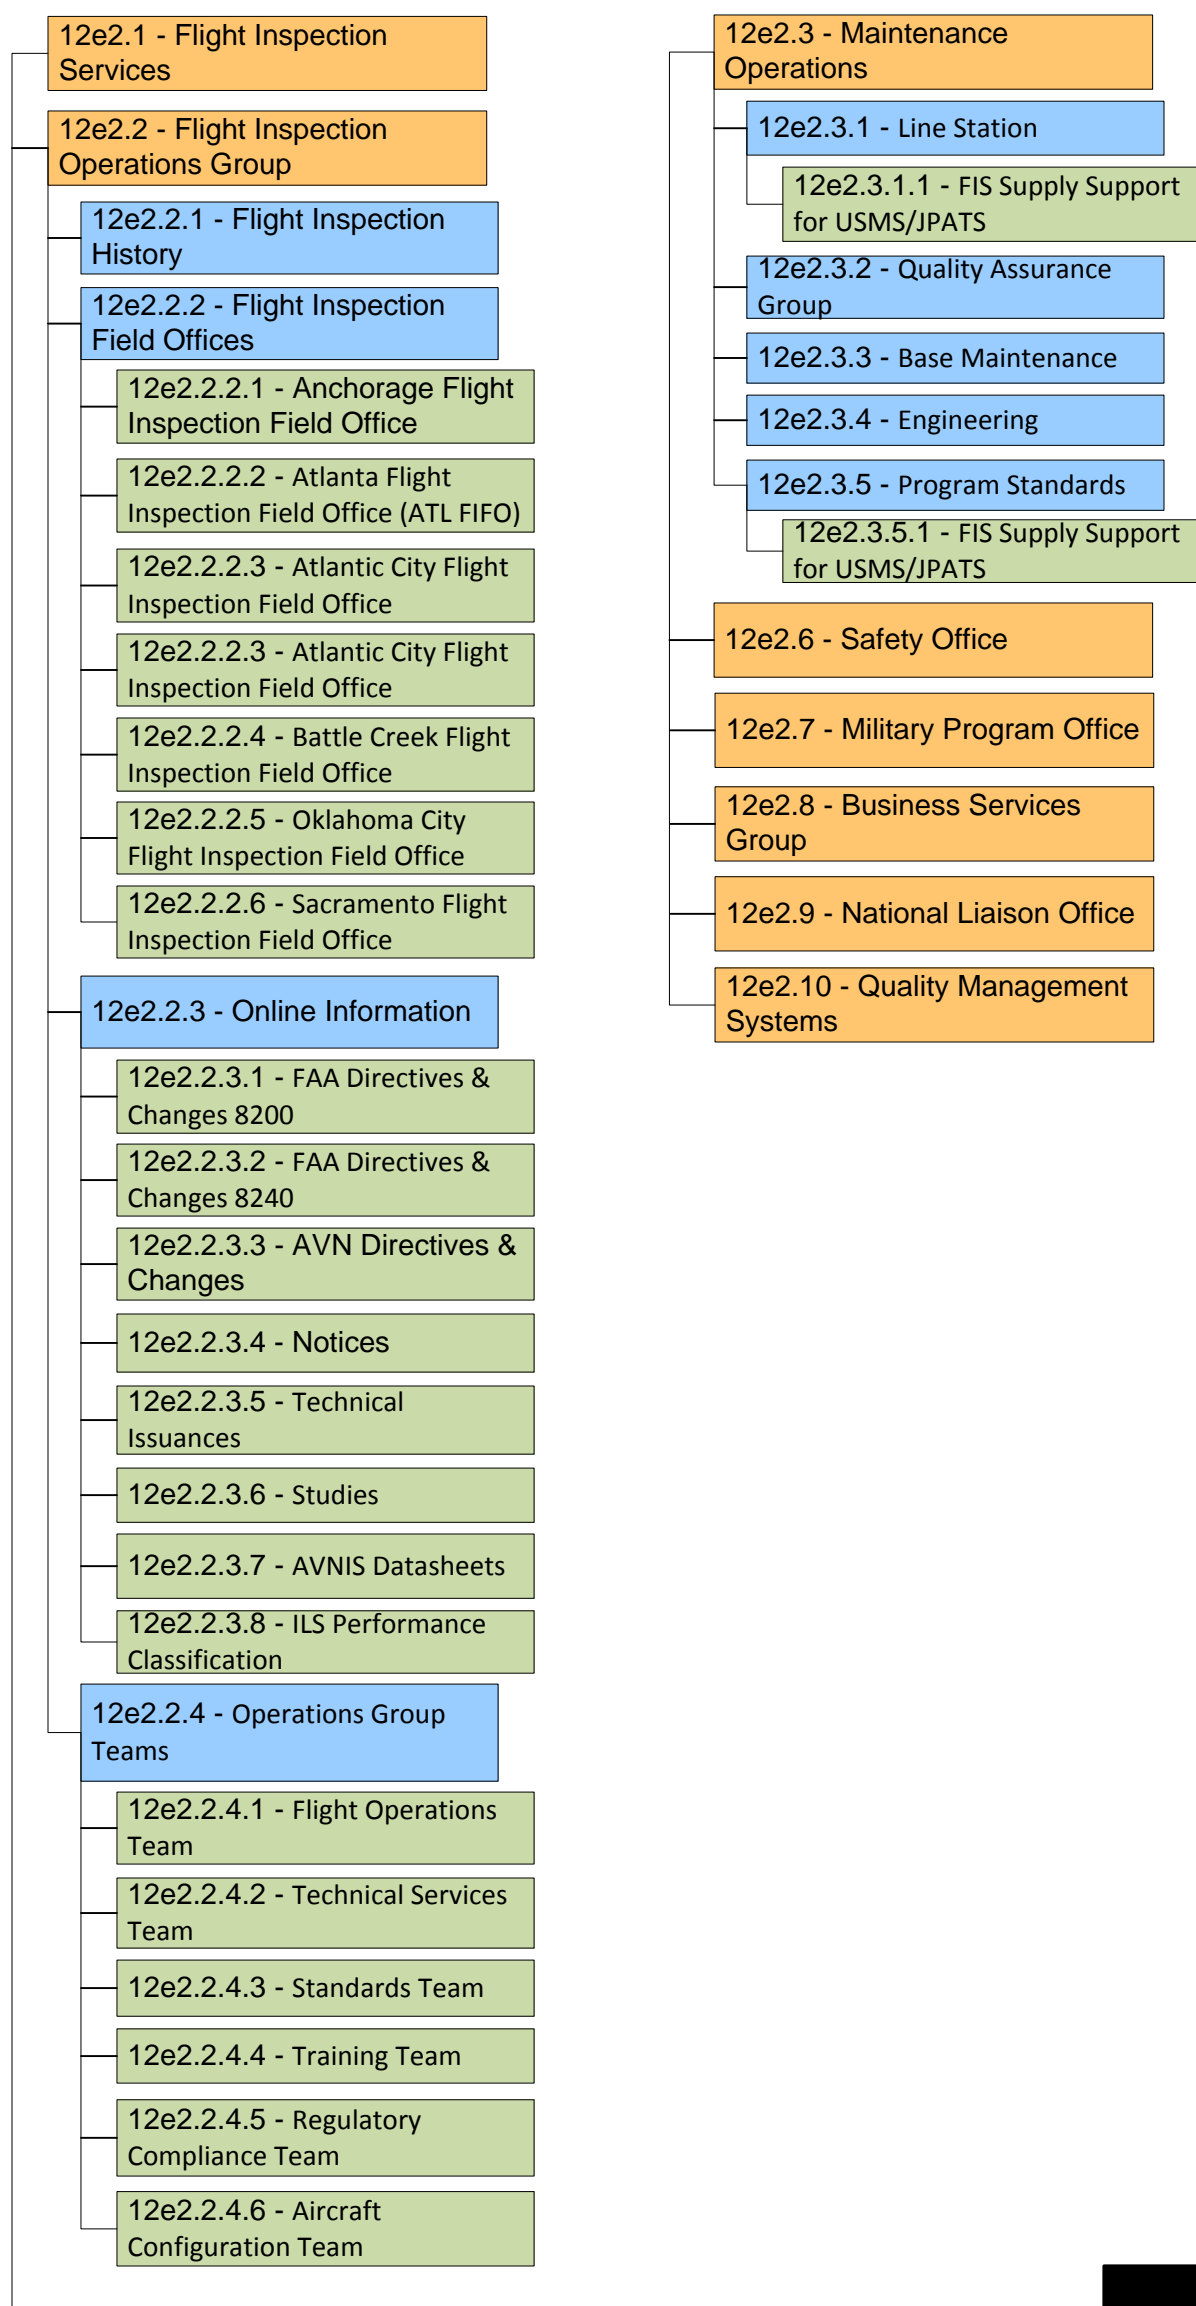 12e2.1 - Flight Inspection
Services
12e2.2 - Flight Inspection
Operations Group
12e2.2.1 - Flight Inspection
History
12e2.2.2 - Flight Inspection
Field Offices
12e2.2.2.1 - Anchorage Flight
Inspection Field Office
12e2.2.2.2 - Atlanta Flight
Inspection Field Office (ATL FIFO)
12e2.2.2.3 - Atlantic City Flight
Inspection Field Office
12e2.2.2.3 - Atlantic City Flight
Inspection Field Office
12e2.2.2.4 - Battle Creek Flight
Inspection Field Office
12e2.2.2.5 - Oklahoma City
Flight Inspection Field Office
12e2.2.2.6 - Sacramento Flight
Inspection Field Office
12e2.2.3 - Online Information
12e2.2.3.1 - FAA Directives &
Changes 8200
12e2.2.3.2 - FAA Directives &
Changes 8240
12e2.2.3.3 - AVN Directives &
Changes
12e2.2.3.4 - Notices
12e2.2.3.5 - Technical
Issuances
12e2.2.3.6 - Studies
12e2.2.3.7 - AVNIS Datasheets
12e2.2.3.8 - ILS Performance
Classification
12e2.2.4 - Operations Group
Teams
12e2.2.4.1 - Flight Operations
Team
12e2.2.4.2 - Technical Services
Team
12e2.2.4.3 - Standards Team
12e2.2.4.4 - Training Team
12e2.2.4.5 - Regulatory
Compliance Team
12e2.2.4.6 - Aircraft
Configuration Team
12e2.3 - Maintenance
Operations
12e2.3.1 - Line Station
12e2.3.1.1 - FIS Supply Support
for USMS/JPATS
12e2.3.2 - Quality Assurance
Group
12e2.3.3 - Base Maintenance
12e2.3.4 - Engineering
12e2.3.5 - Program Standards
12e2.3.5.1 - FIS Supply Support
for USMS/JPATS
12e2.6 - Safety Office
12e2.7 - Military Program Office
12e2.8 - Business Services
Group
12e2.9 - National Liaison Office
12e2.10 - Quality Management
Systems